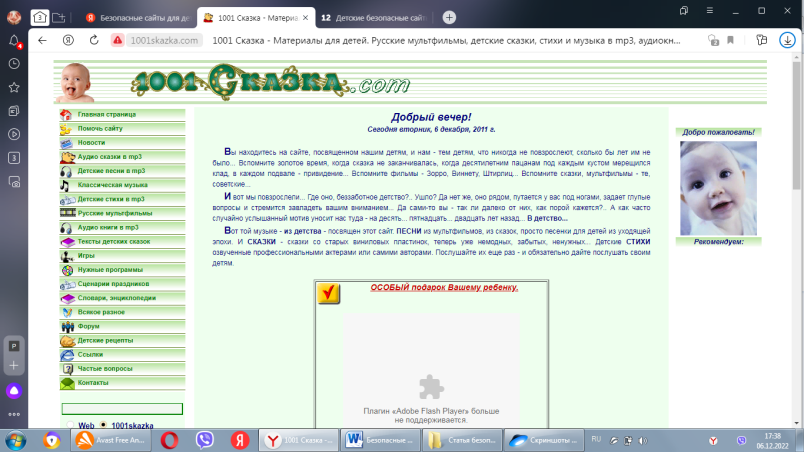 Безопасные сайты для де
1001 Сказка - Материа
12 Детские безопасные сайт
1001skazka.com
1001 Сказка - Материалы для детей. Русские мультфильмы, детские сказки, стихи и музыка в mp3, аудиокн...
1001 Сказка.com
Главная страница
Помочь сайту
Новости
Аудио сказки в mp3
Детские песни в mp3
Классическая музыка
Детские стихи в mp3
Русские мультфильмы
Аудио книги в mp3
Тексты детских сказок
Игры
Нужные программы
Сценарии праздников
Словари, энциклопедии
Всякое разное
Форум
Детские рецепты
Ссылки
Частые вопросы
Контакты
Web 1001skazka
Добрый вечер!
Сегодня вторник, 6 декабря, 2011 г.
Вы находитесь на сайте, посвященном нашим детям, и нам - тем детям, что никогда не повзрослеют, сколько бы лет им не
было... Вспомните золотое время, когда сказка не заканчивалась, когда десятилетним пацанам под каждым кустом мерещился
клад, в каждом подвале - привидение... Вспомните фильмы - Зорро, Виннету, Штирлиц... Вспомните сказки, мультфильмы - те,
советские...
И вот мы повзрослели... Где оно, беззаботное детство?.. Ушло? Да нет же, оно рядом, путается у вас под ногами, задает глупые
вопросы и стремится завладеть вашим вниманием... Да сами-то вы - так ли далеко от них, как порой кажется?.. А как часто
случайно услышанный мотив уносит нас туда - на десять... пятнадцать... двадцать лет назад... В детство...
Вот той музыке - из детства - посвящен этот сайт. ПЕСНИ из мультфильмов, из сказок, просто песенки для детей из уходящей
эпохи. И СКАЗКИ - сказки со старых виниловых пластинок, теперь уже немодных, забытых, ненужных... Детские СТИХИ
озвученные профессиональными актерами или самими авторами. Послушайте их еще раз - и обязательно дайте послушать своим
детям.
ОСОБЫЙ подарок Вашему ребенку.
Плагин «Adobe Flash Player» больше
не поддерживается.
Добро пожаловать!
Рекомендуем:
Avast Free An...
1001 Сказка - ...
Безопасные ...
Статья безоп...
Скриншоты ...
RU
17:38
06.12.2022